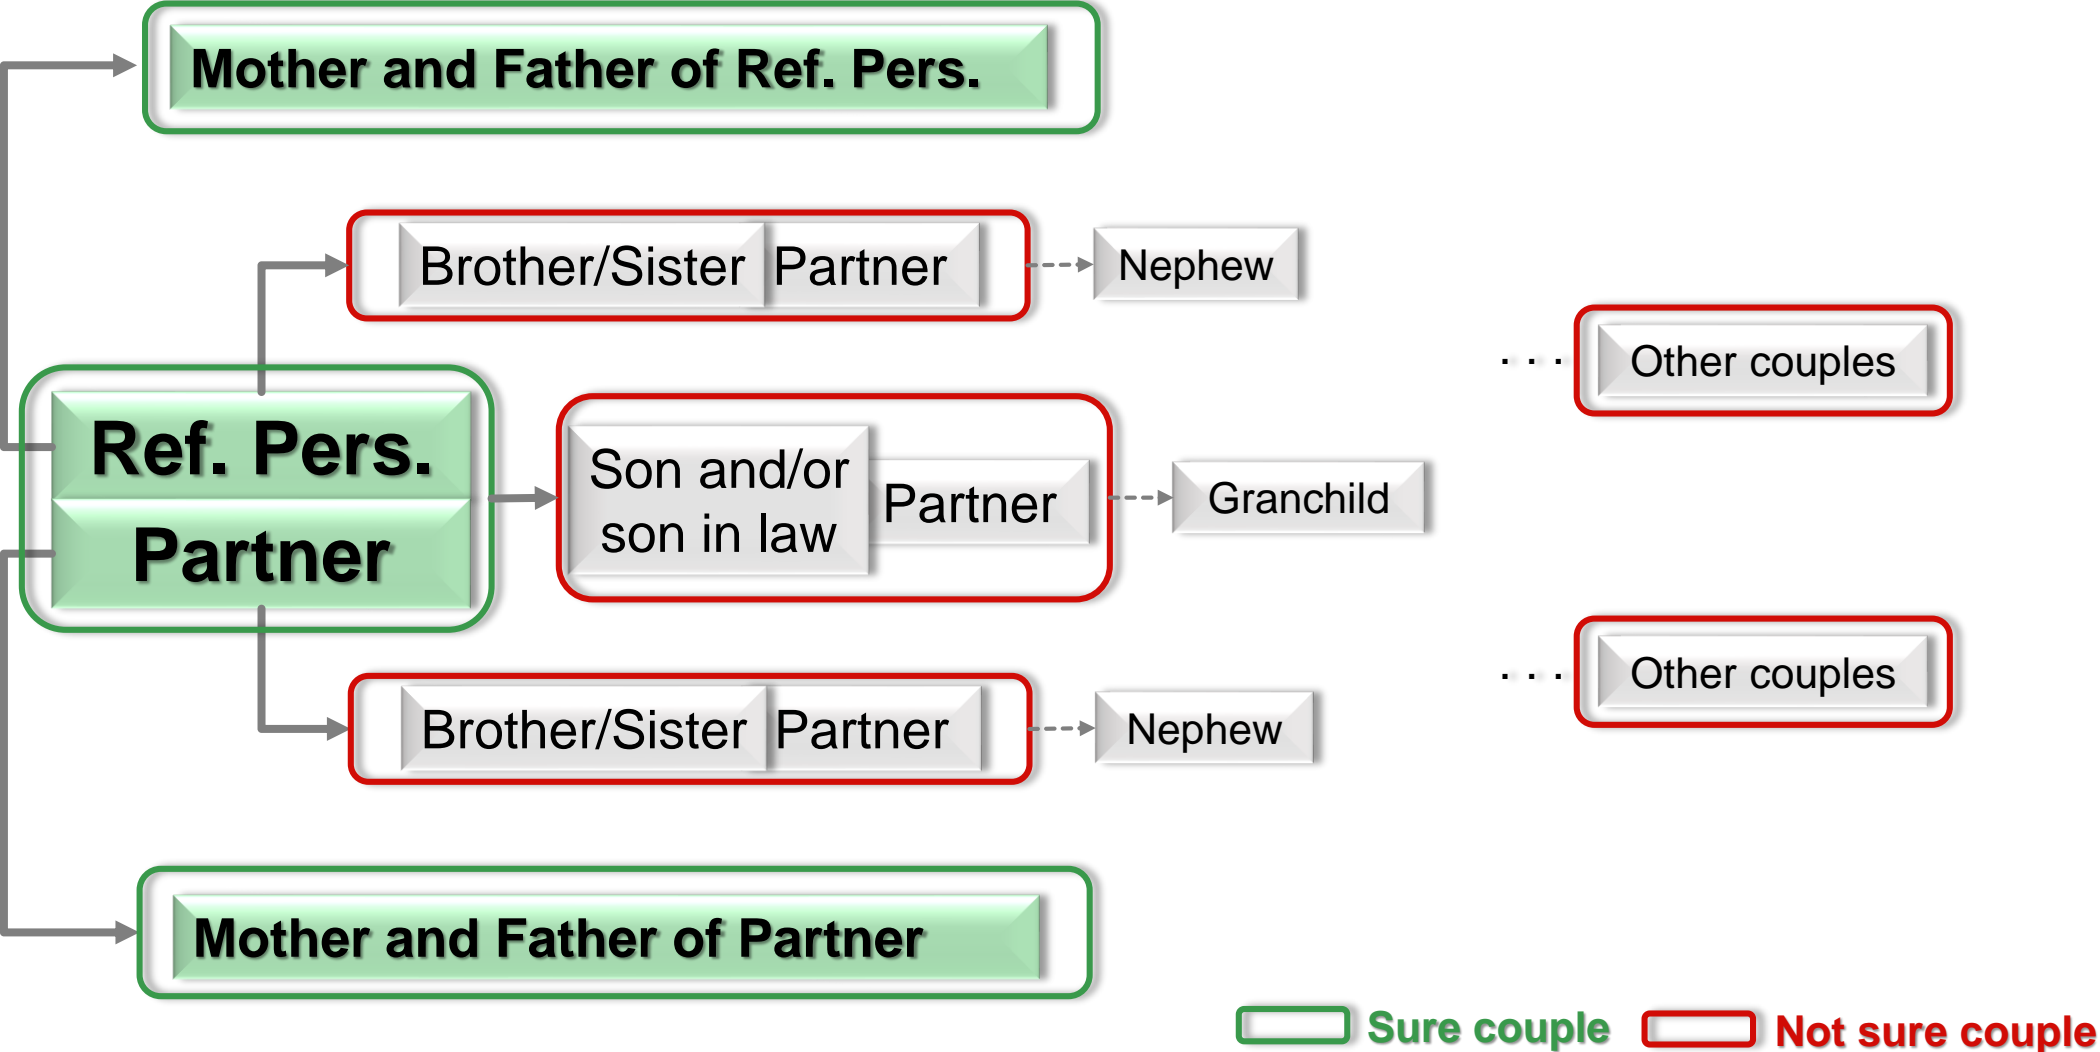 Mother and Father of Ref. Pers.
Brother/Sister Partner
Nephew
. . . Other couples
Ref. Pers.
Partner
Son and/or
son in law
Partner
Granchild
. . . Other couples
Brother/Sister Partner
Nephew
Mother and Father of Partner
Sure couple
Not sure couple